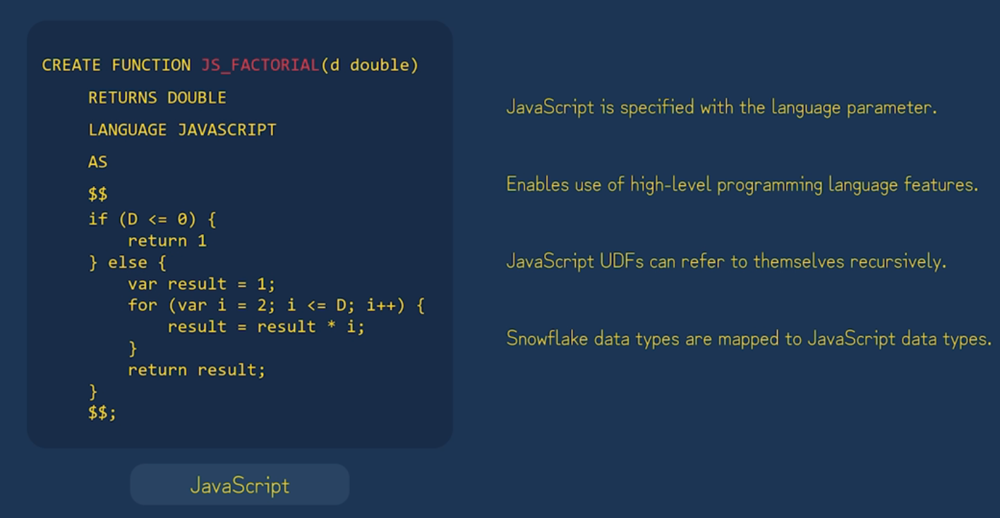 CREATE FUNCTION JS_FACTORIAL(d double)
RETURNS DOUBLE
LANGUAGE JAVASCRIPT
AS
$$
if (D <= 0) {
return 1
} else {
var result = 1;
for (var i = 2; i <= D; i++) {
result = result * i;
}
return result;
}
$$;
JavaScript
JavaScript is specified with the language parameter.
Enables use of high-level programming language features.
JavaScript UDFs can refer to themselves recursively.
Snowflake data types are mapped to JavaScript data types.